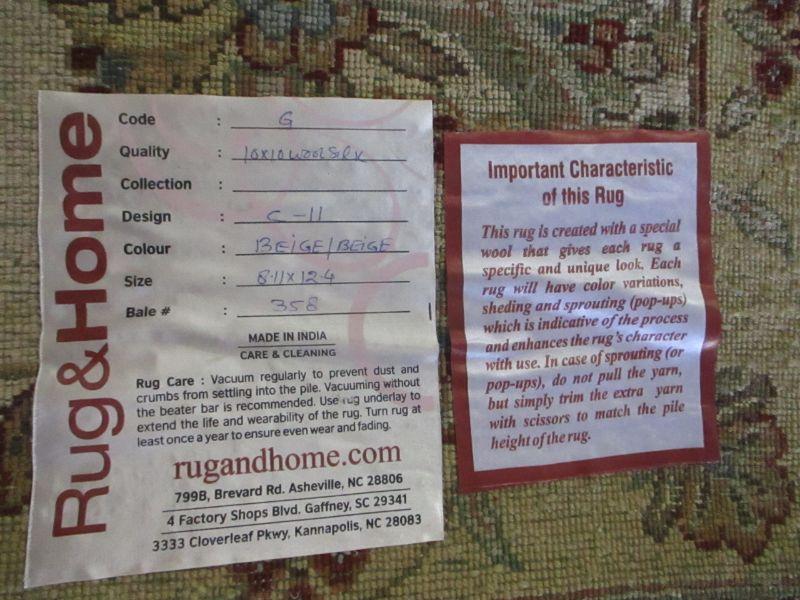 Rug&Home
Code : G
Quality : 10x10 wool Silk
Collection :
Design : C-11
Colour : BEIGE/BEIGE
Size : 8.11x12.4
Bale # : 358
MADE IN INDIA
CARE & CLEANING
Rug Care : Vacuum regularly to prevent dust and
crumbs from settling into the pile. Vacuuming without
the beater bar is recommended. Use rug underlay to
extend the life and wearability of the rug. Turn rug at
least once a year to ensure even wear and fading.
rugandhome.com
799B, Brevard Rd. Asheville, NC 28806
4 Factory Shops Blvd. Gaffney, SC 29341
3333 Cloverleaf Pkwy, Kannapolis, NC 28083
Important Characteristic
of this Rug
This rug is created with a special
wool that gives each rug a
specific and unique look. Each
rug will have color variations,
sheding and sprouting (pop-ups)
which is indicative of the process
and enhances the rug's character
with use. In case of sprouting (or
pop-ups), do not pull the yarn,
but simply trim the extra yarn
with scissors to match the pile
height of the rug.